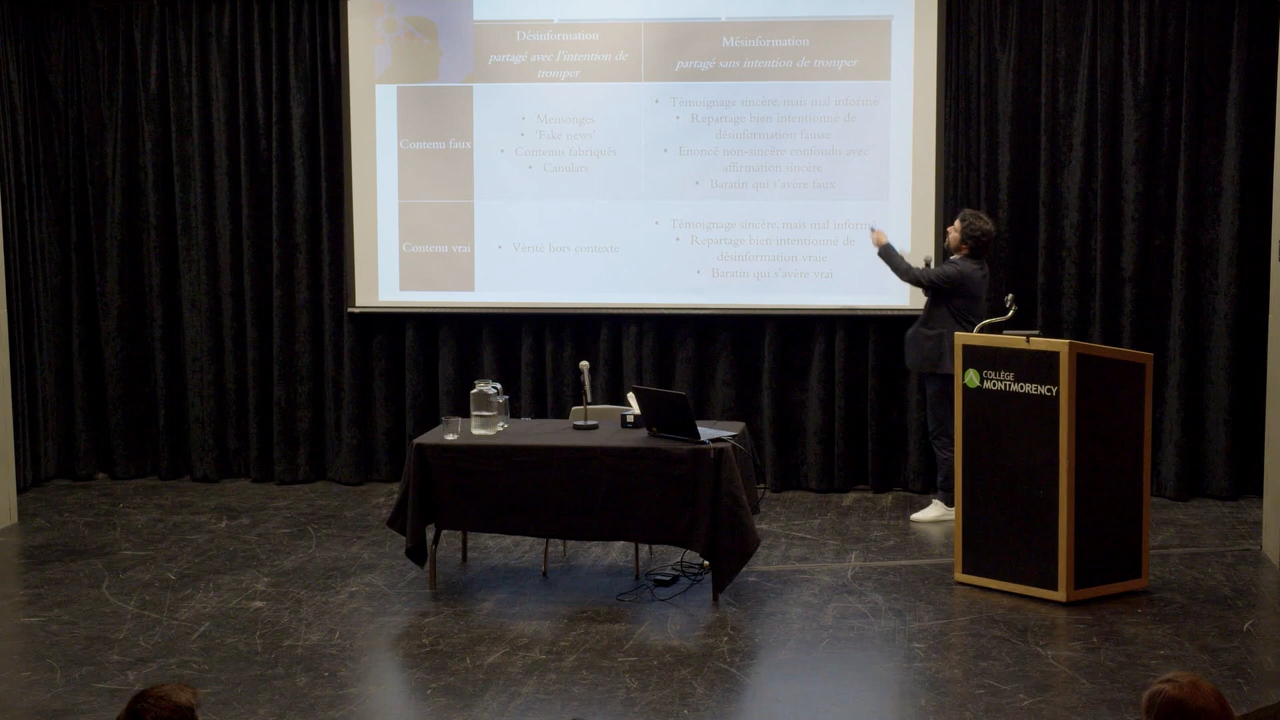 Désinformation
partagé avec l'intention de
tromper
Mésinformation
partagé sans intention de tromper
Contenu faux
• Mensonges
• 'Fake news'
• Contenus fabriqués
• Canulars
• Témoignage sincère, mais mal informé
• Repartage bien intentionné de
désinformation fausse
• Enoncé non-sincère confondu avec
affirmation sincère
• Baratin qui s'avère faux
Contenu vrai
• Vérité hors contexte
• Témoignage sincère, mais mal informé
• Repartage bien intentionné de
désinformation vraie
• Baratin qui s'avère vrai
COLLÈGE
MONTMORENCY